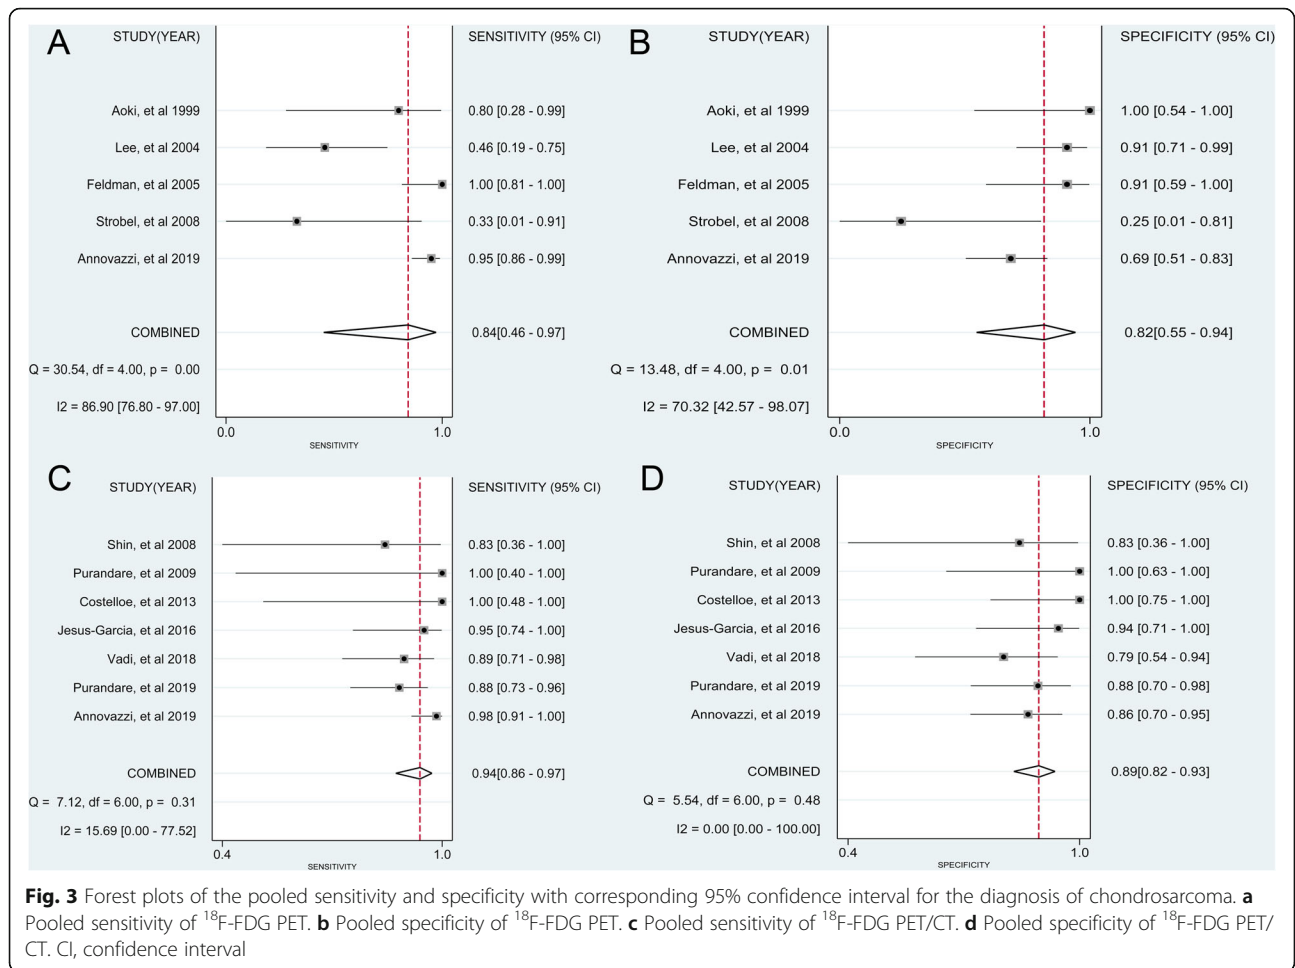 A
STUDY(YEAR) SENSITIVITY (95% CI)
Aoki, et al 1999 0.80 [0.28 - 0.99]
Lee, et al 2004 0.46 [0.19 - 0.75]
Feldman, et al 2005 1.00 [0.81 - 1.00]
Strobel, et al 2008 0.33 [0.01 - 0.91]
Annovazzi, et al 2019 0.95 [0.86 - 0.99]
COMBINED 0.84[0.46 - 0.97]
Q = 30.54, df = 4.00, p = 0.00
I2 = 86.90 [76.80 - 97.00]
0.0 1.0
SENSITIVITY
B
STUDY(YEAR) SPECIFICITY (95% CI)
Aoki, et al 1999 1.00 [0.54 - 1.00]
Lee, et al 2004 0.91 [0.71 - 0.99]
Feldman, et al 2005 0.91 [0.59 - 1.00]
Strobel, et al 2008 0.25 [0.01 - 0.81]
Annovazzi, et al 2019 0.69 [0.51 - 0.83]
COMBINED 0.82[0.55 - 0.94]
Q = 13.48, df = 4.00, p = 0.01
I2 = 70.32 [42.57 - 98.07]
0.0 1.0
SPECIFICITY
C
STUDY(YEAR) SENSITIVITY (95% CI)
Shin, et al 2008 0.83 [0.36 - 1.00]
Purandare, et al 2009 1.00 [0.40 - 1.00]
Costelloe, et al 2013 1.00 [0.48 - 1.00]
Jesus-Garcia, et al 2016 0.95 [0.74 - 1.00]
Vadi, et al 2018 0.89 [0.71 - 0.98]
Purandare, et al 2019 0.88 [0.73 - 0.96]
Annovazzi, et al 2019 0.98 [0.91 - 1.00]
COMBINED 0.94[0.86 - 0.97]
Q = 7.12, df = 6.00, p = 0.31
I2 = 15.69 [0.00 - 77.52]
0.4 1.0
SENSITIVITY
D
STUDY(YEAR) SPECIFICITY (95% CI)
Shin, et al 2008 0.83 [0.36 - 1.00]
Purandare, et al 2009 1.00 [0.63 - 1.00]
Costelloe, et al 2013 1.00 [0.75 - 1.00]
Jesus-Garcia, et al 2016 0.94 [0.71 - 1.00]
Vadi, et al 2018 0.79 [0.54 - 0.94]
Purandare, et al 2019 0.88 [0.70 - 0.98]
Annovazzi, et al 2019 0.86 [0.70 - 0.95]
COMBINED 0.89[0.82 - 0.93]
Q = 5.54, df = 6.00, p = 0.48
I2 = 0.00 [0.00 - 100.00]
0.4 1.0
SPECIFICITY
Fig. 3 Forest plots of the pooled sensitivity and specificity with corresponding 95% confidence interval for the diagnosis of chondrosarcoma. a
Pooled sensitivity of ¹⁸F-FDG PET. b Pooled specificity of ¹⁸F-FDG PET. c Pooled sensitivity of ¹⁸F-FDG PET/CT. d Pooled specificity of ¹⁸F-FDG PET/
CT. CI, confidence interval